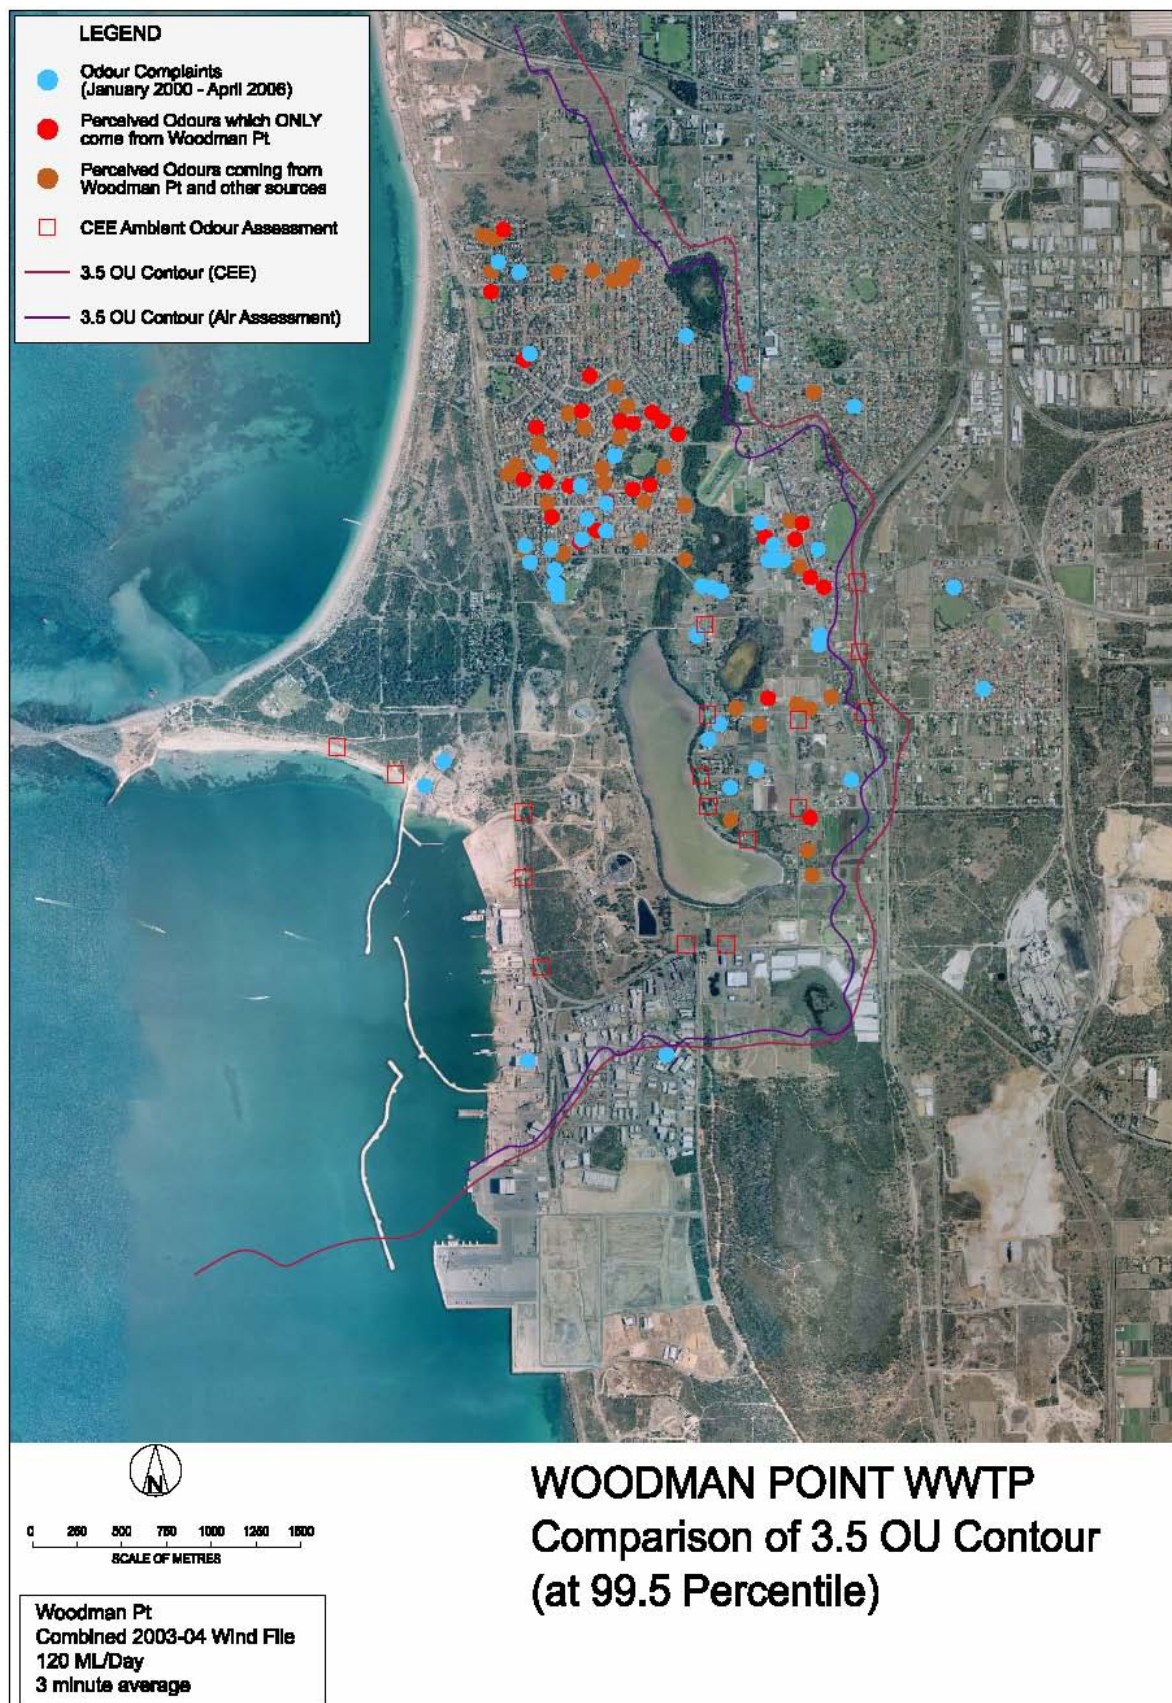 LEGEND
Odour Complaints
(January 2000 - April 2006)
Perceived Odours which ONLY
come from Woodman Pt
Perceived Odours coming from
Woodman Pt and other sources
CEE Ambient Odour Assessment
3.5 OU Contour (CEE)
3.5 OU Contour (Air Assessment)
N
0 250 500 750 1000 1250 1500
SCALE OF METRES
WOODMAN POINT WWTP
Comparison of 3.5 OU Contour
(at 99.5 Percentile)
Woodman Pt
Combined 2003-04 Wind File
120 ML/Day
3 minute average